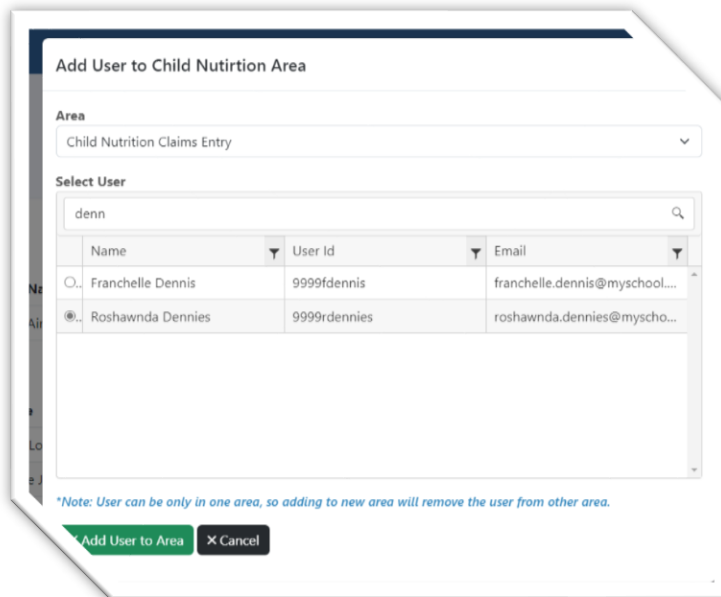 Add User to Child Nutirtion Area
Area
Child Nutrition Claims Entry
Select User
denn
Name User Id Email
Franchelle Dennis 9999fdennis franchelle.dennis@myschool....
Roshawnda Dennies 9999rdennies roshawnda.dennies@myscho...
*Note: User can be only in one area, so adding to new area will remove the user from other area.
Add User to Area Cancel